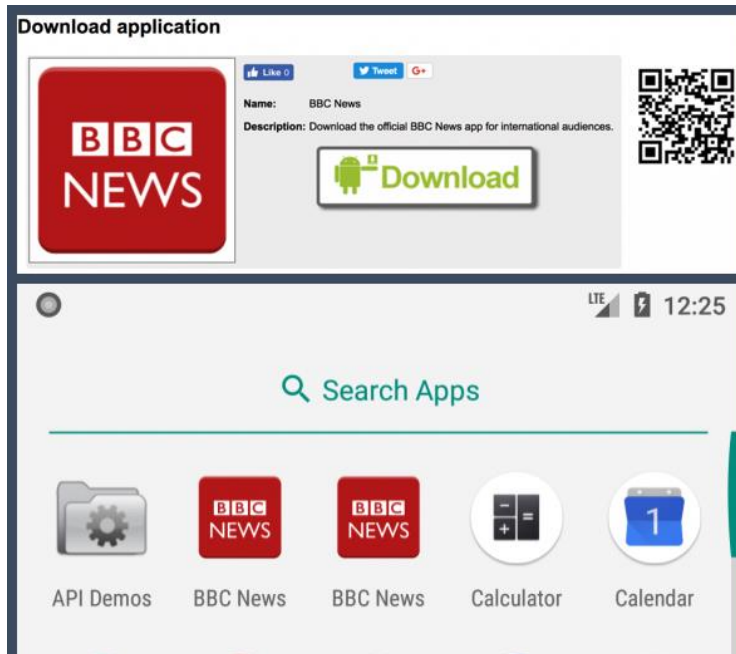 Download application
Like 0
Tweet
G+
BBC
NEWS
Name: BBC News
Description: Download the official BBC News app for international audiences.
Download
LTE
12:25
Search Apps
BBC
NEWS
BBC
NEWS
1
API Demos
BBC News
BBC News
Calculator
Calendar